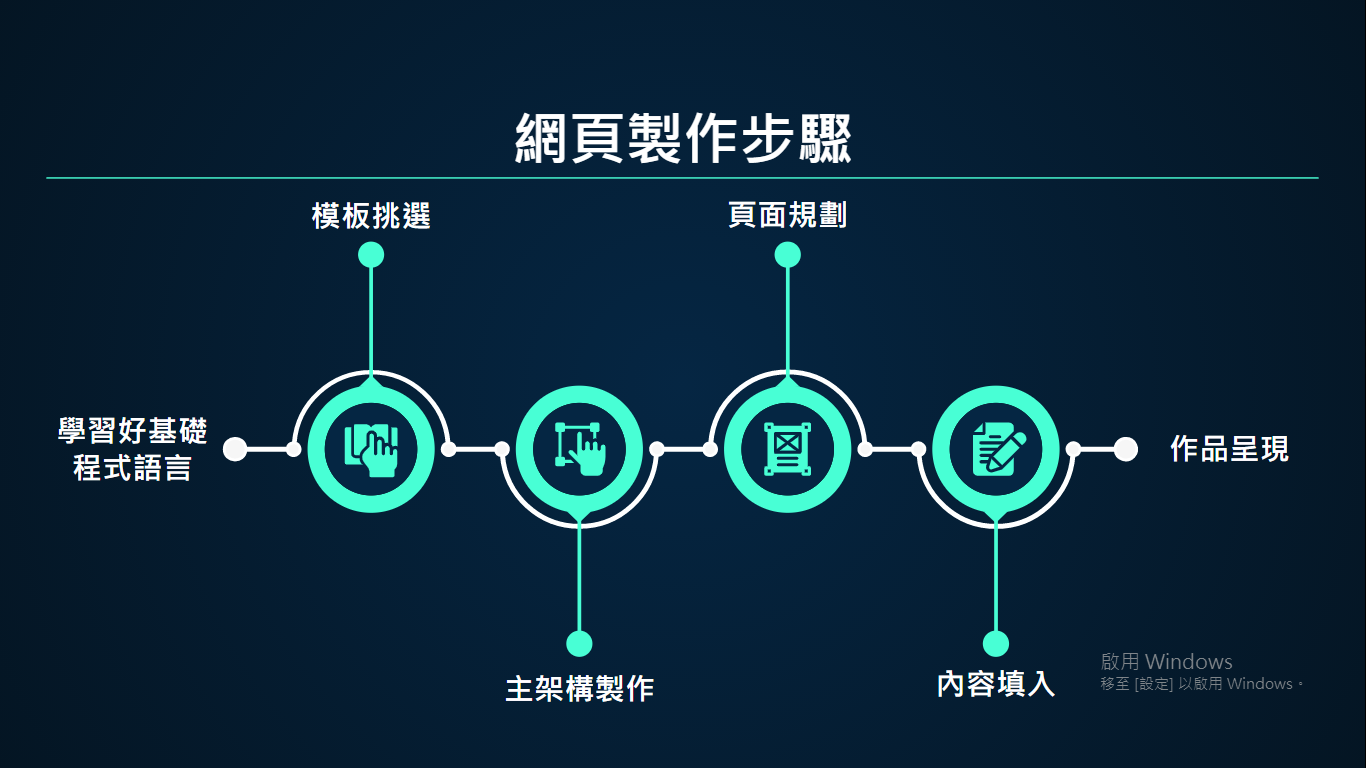 網頁製作步驟
模板挑選
頁面規劃
學習好基礎
程式語言
作品呈現
主架構製作
內容填入
啟用 Windows
移至 [設定] 以啟用 Windows。